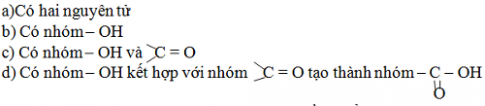 a)Có hai nguyên tử
b) Có nhóm– OH
c) Có nhóm– OH và >C = O
d) Có nhóm– OH kết hợp với nhóm >C = O tạo thành nhóm – C – OH
O